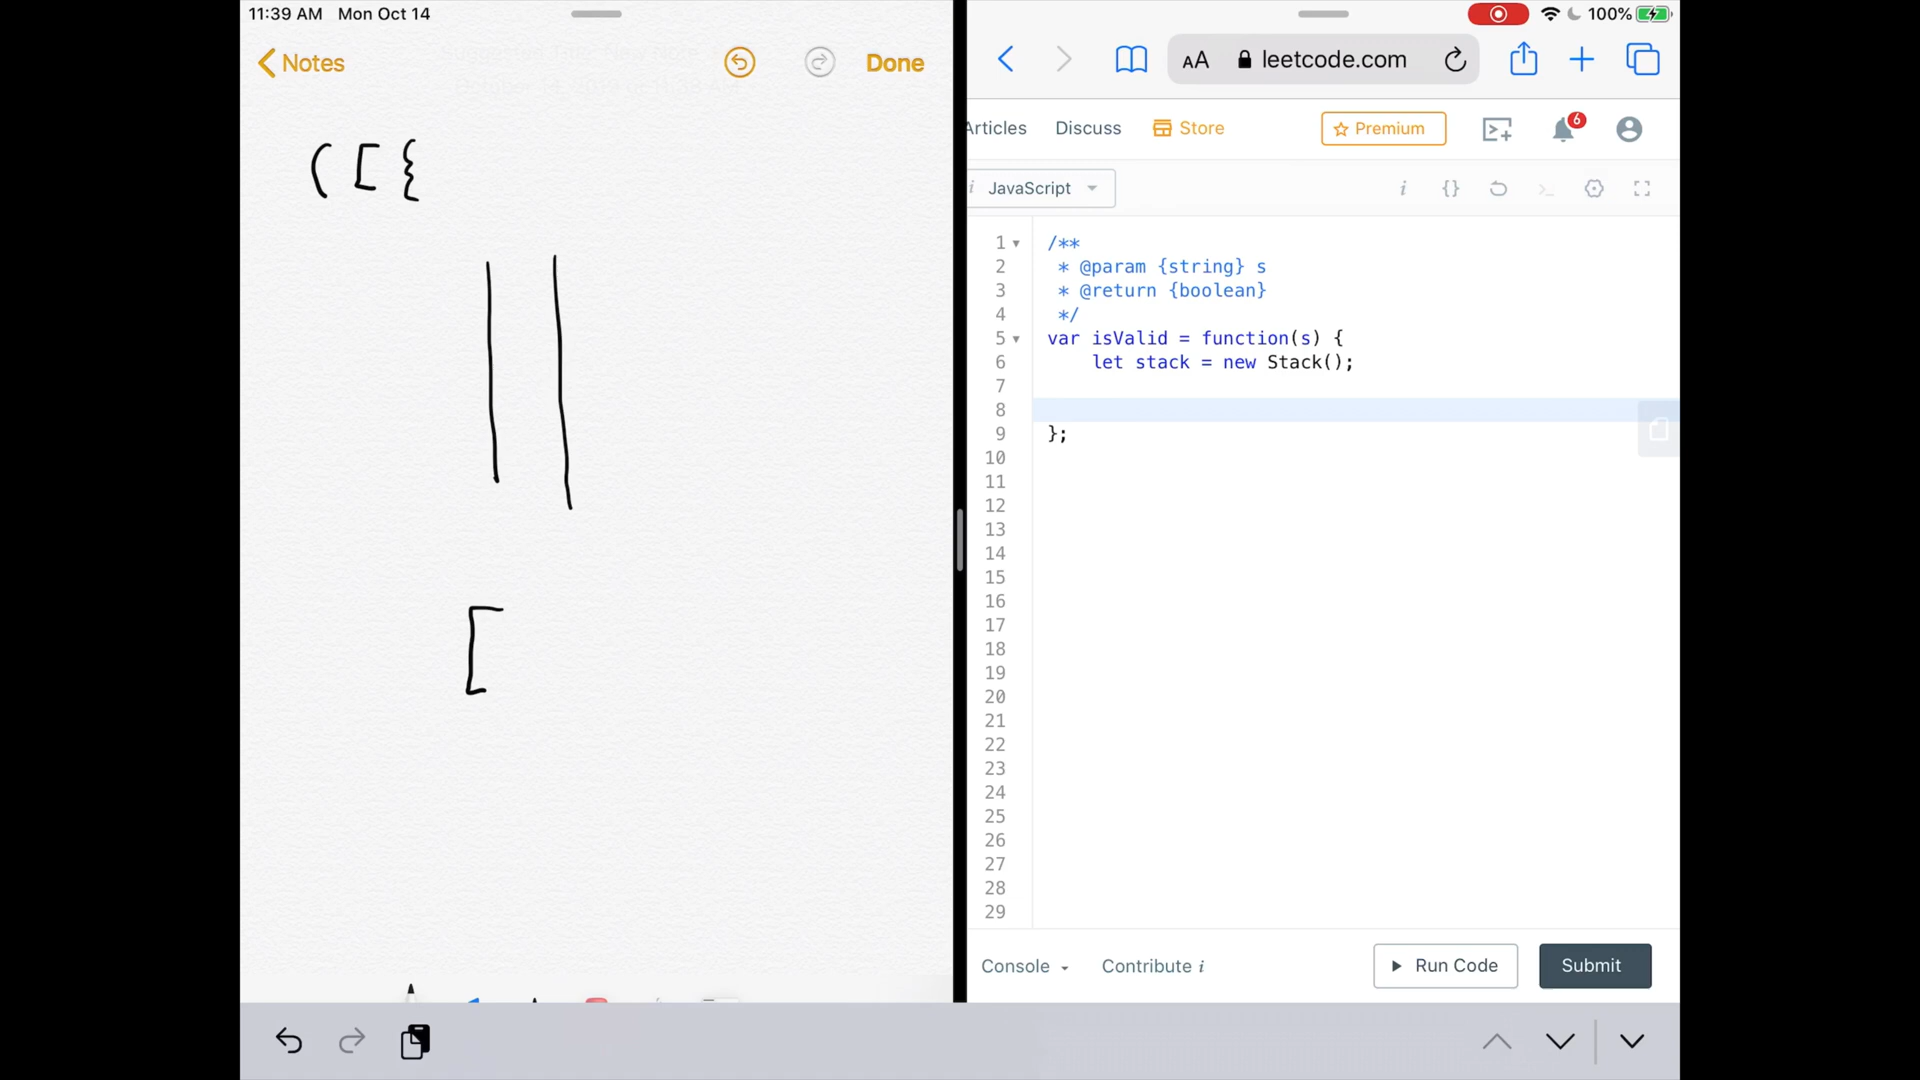 11:39 AM Mon Oct 14
100%
Notes
Done
AA leetcode.com
Articles Discuss Store Premium 6
i JavaScript i {} >_
( [ {
[
1 /**
2 * @param {string} s
3 * @return {boolean}
4 */
5 var isValid = function(s) {
6 let stack = new Stack();
7
8
9 };
10
11
12
13
14
15
16
17
18
19
20
21
22
23
24
25
26
27
28
29
Console Contribute i Run Code Submit